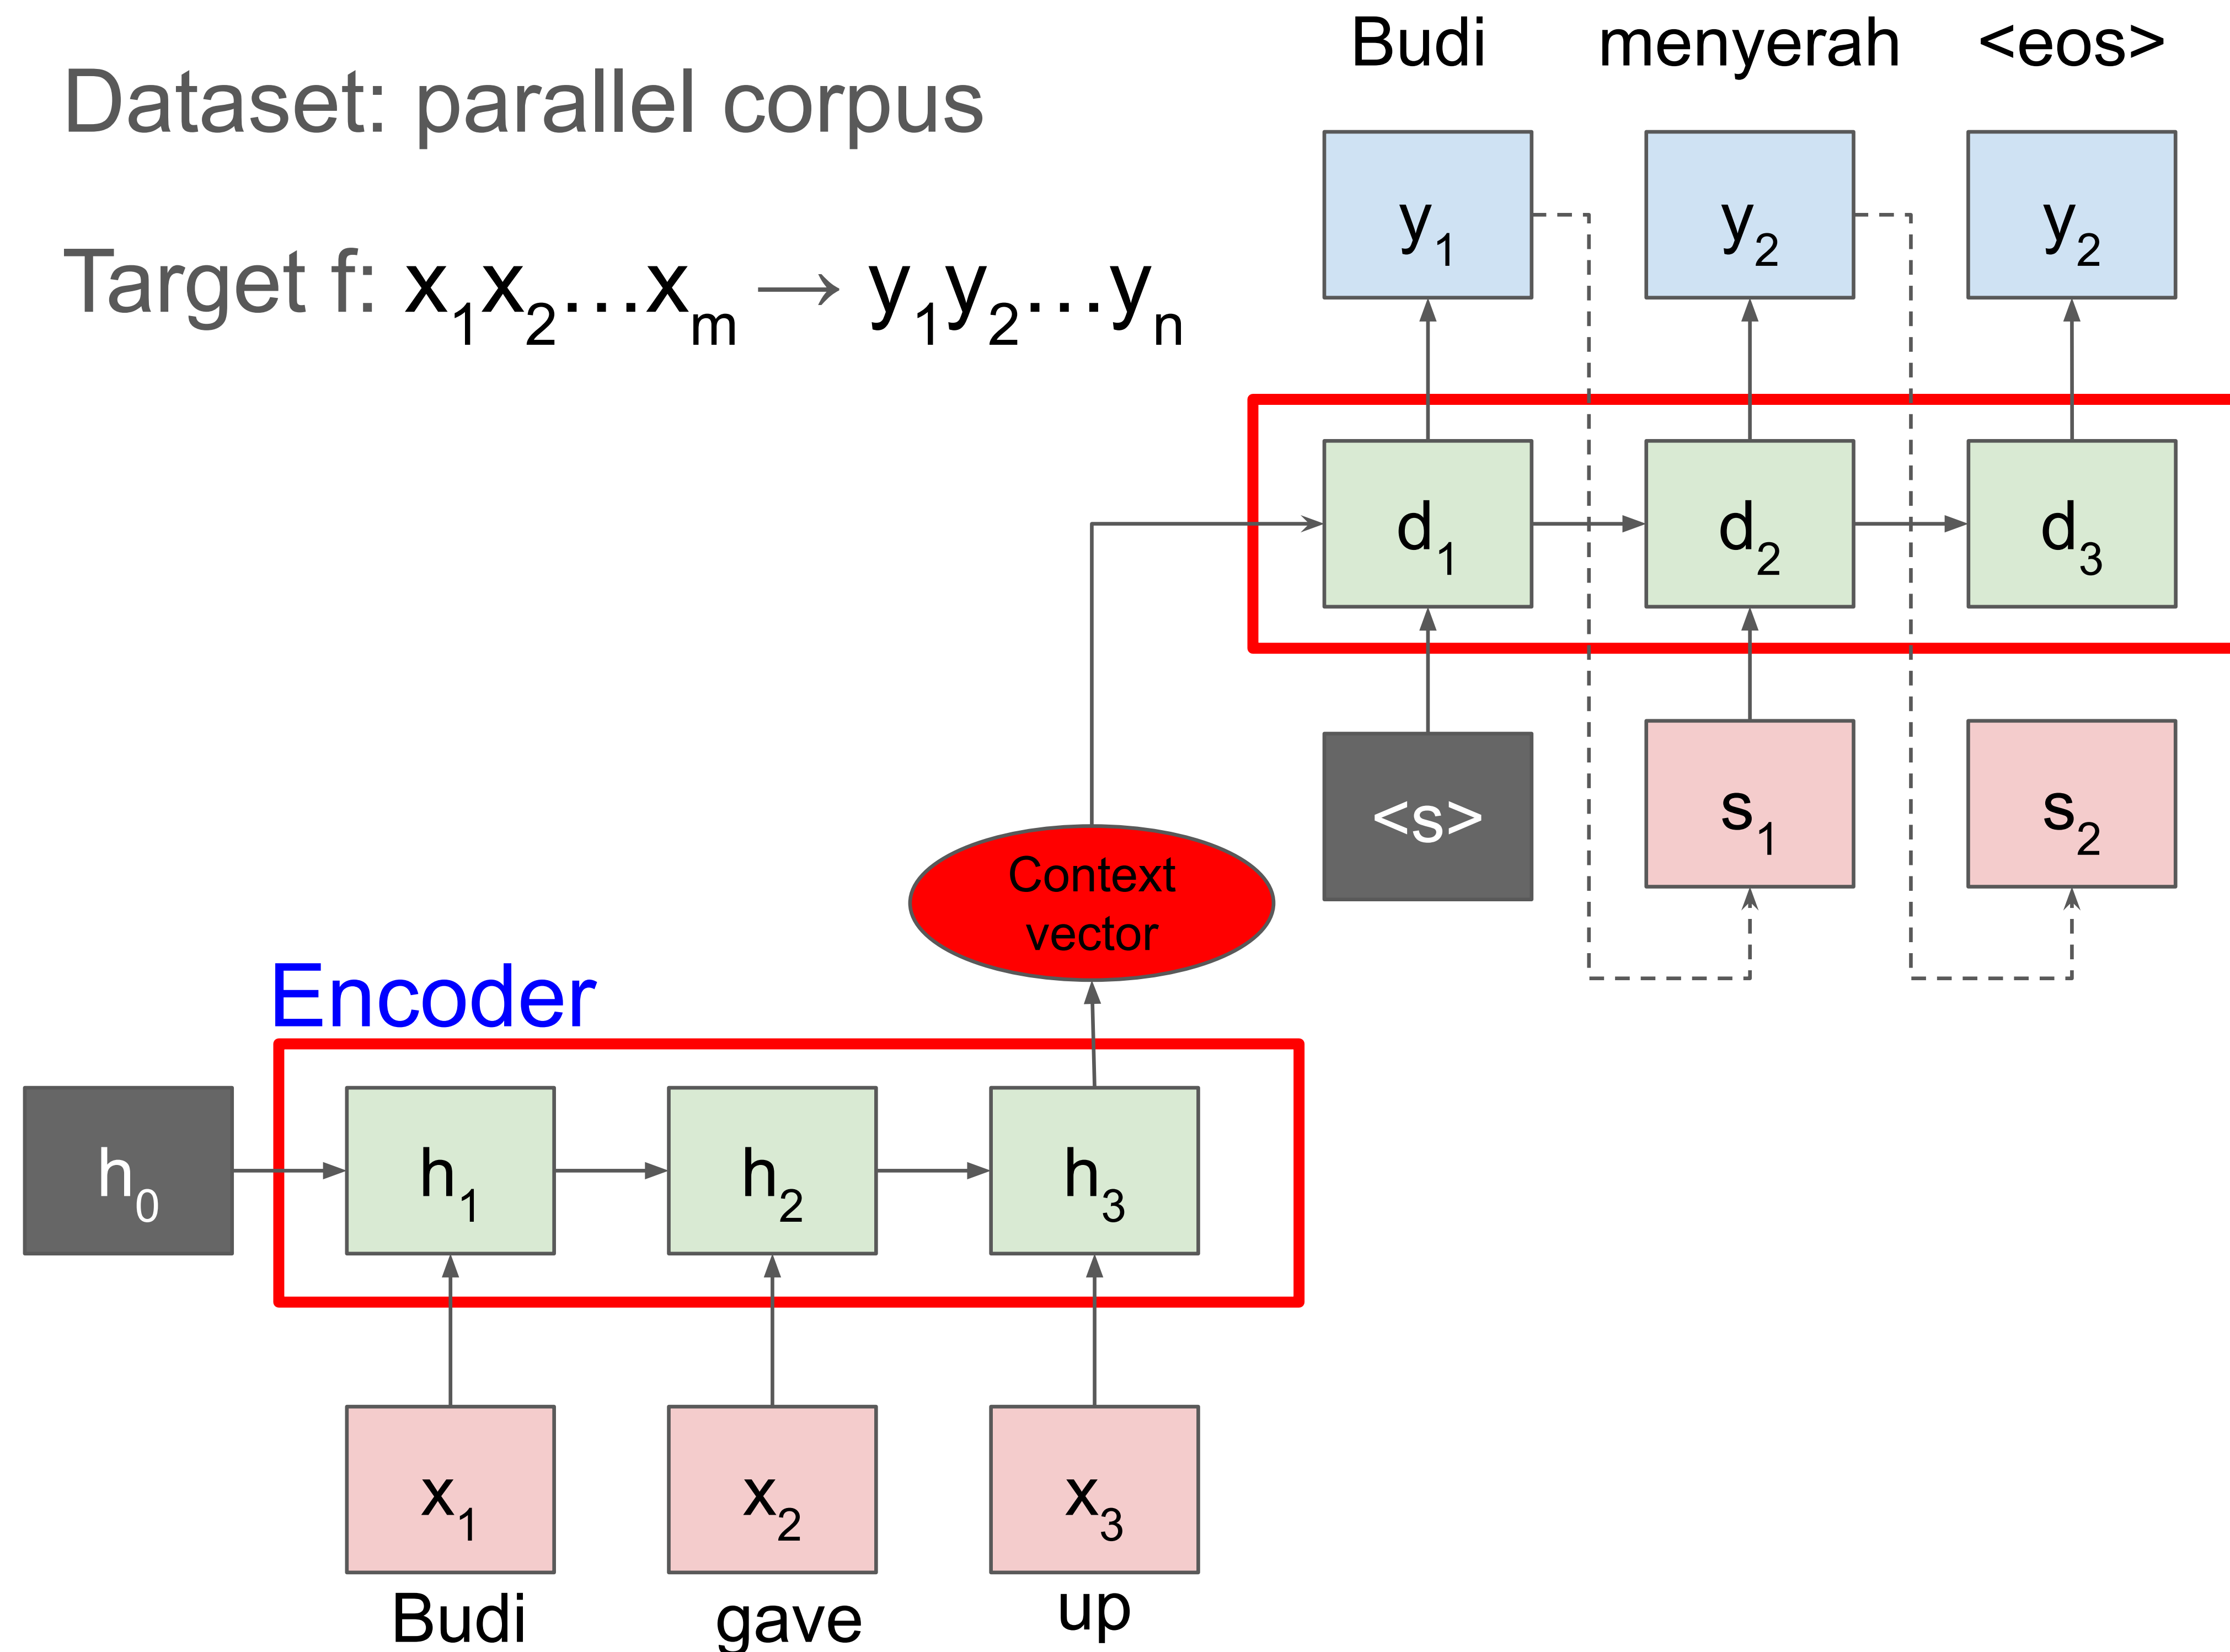 Dataset: parallel corpus
Target f: x₁x₂…xₘ → y₁y₂…yₙ
Budi menyerah <eos>
y₁ y₂ y₂
d₁ d₂ d₃
<s> s₁ s₂
Context
vector
Encoder
h₀ h₁ h₂ h₃
x₁ x₂ x₃
Budi gave up